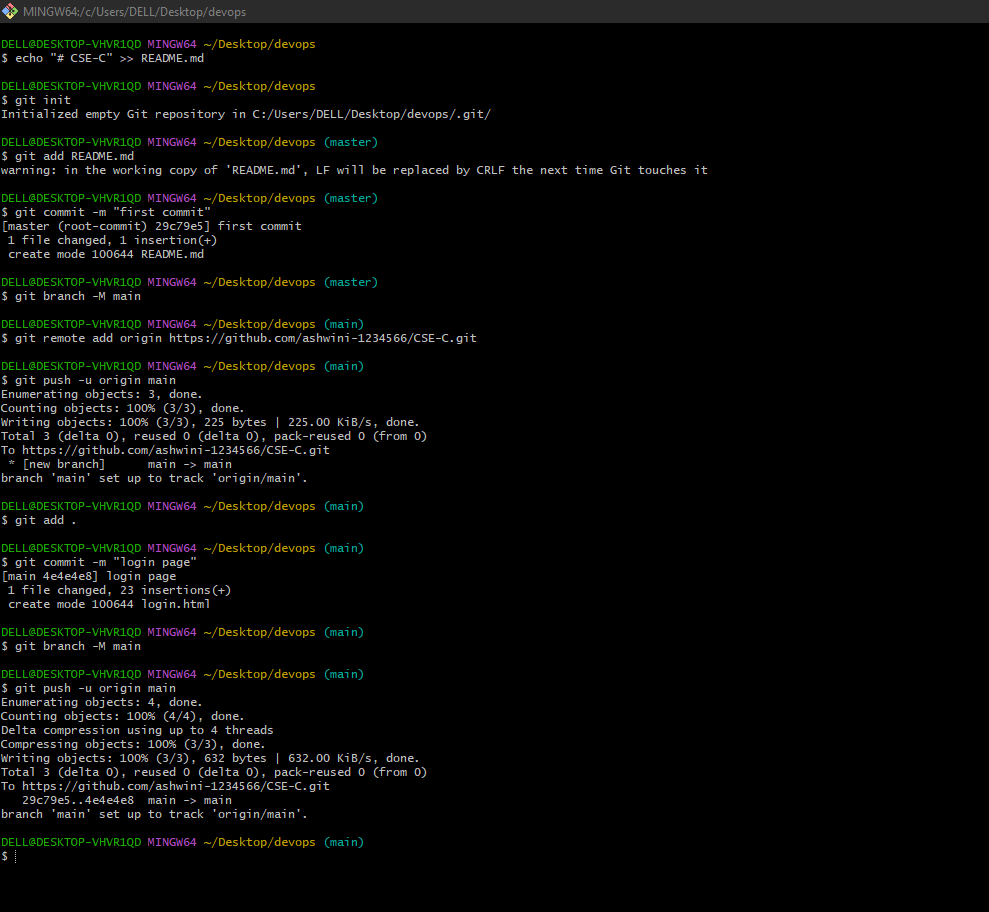 MINGW64:/c/Users/DELL/Desktop/devops
DELL@DESKTOP-VHVR1QD MINGW64 ~/Desktop/devops
$ echo "# CSE-C" >> README.md
DELL@DESKTOP-VHVR1QD MINGW64 ~/Desktop/devops
$ git init
Initialized empty Git repository in C:/Users/DELL/Desktop/devops/.git/
DELL@DESKTOP-VHVR1QD MINGW64 ~/Desktop/devops (master)
$ git add README.md
warning: in the working copy of 'README.md', LF will be replaced by CRLF the next time Git touches it
DELL@DESKTOP-VHVR1QD MINGW64 ~/Desktop/devops (master)
$ git commit -m "first commit"
[master (root-commit) 29c79e5] first commit
 1 file changed, 1 insertion(+)
 create mode 100644 README.md
DELL@DESKTOP-VHVR1QD MINGW64 ~/Desktop/devops (master)
$ git branch -M main
DELL@DESKTOP-VHVR1QD MINGW64 ~/Desktop/devops (main)
$ git remote add origin https://github.com/ashwini-1234566/CSE-C.git
DELL@DESKTOP-VHVR1QD MINGW64 ~/Desktop/devops (main)
$ git push -u origin main
Enumerating objects: 3, done.
Counting objects: 100% (3/3), done.
Writing objects: 100% (3/3), 225 bytes | 225.00 KiB/s, done.
Total 3 (delta 0), reused 0 (delta 0), pack-reused 0 (from 0)
To https://github.com/ashwini-1234566/CSE-C.git
 * [new branch]      main -> main
branch 'main' set up to track 'origin/main'.
DELL@DESKTOP-VHVR1QD MINGW64 ~/Desktop/devops (main)
$ git add .
DELL@DESKTOP-VHVR1QD MINGW64 ~/Desktop/devops (main)
$ git commit -m "login page"
[main 4e4e4e8] login page
 1 file changed, 23 insertions(+)
 create mode 100644 login.html
DELL@DESKTOP-VHVR1QD MINGW64 ~/Desktop/devops (main)
$ git branch -M main
DELL@DESKTOP-VHVR1QD MINGW64 ~/Desktop/devops (main)
$ git push -u origin main
Enumerating objects: 4, done.
Counting objects: 100% (4/4), done.
Delta compression using up to 4 threads
Compressing objects: 100% (3/3), done.
Writing objects: 100% (3/3), 632 bytes | 632.00 KiB/s, done.
Total 3 (delta 0), reused 0 (delta 0), pack-reused 0 (from 0)
To https://github.com/ashwini-1234566/CSE-C.git
   29c79e5..4e4e4e8  main -> main
branch 'main' set up to track 'origin/main'.
DELL@DESKTOP-VHVR1QD MINGW64 ~/Desktop/devops (main)
$